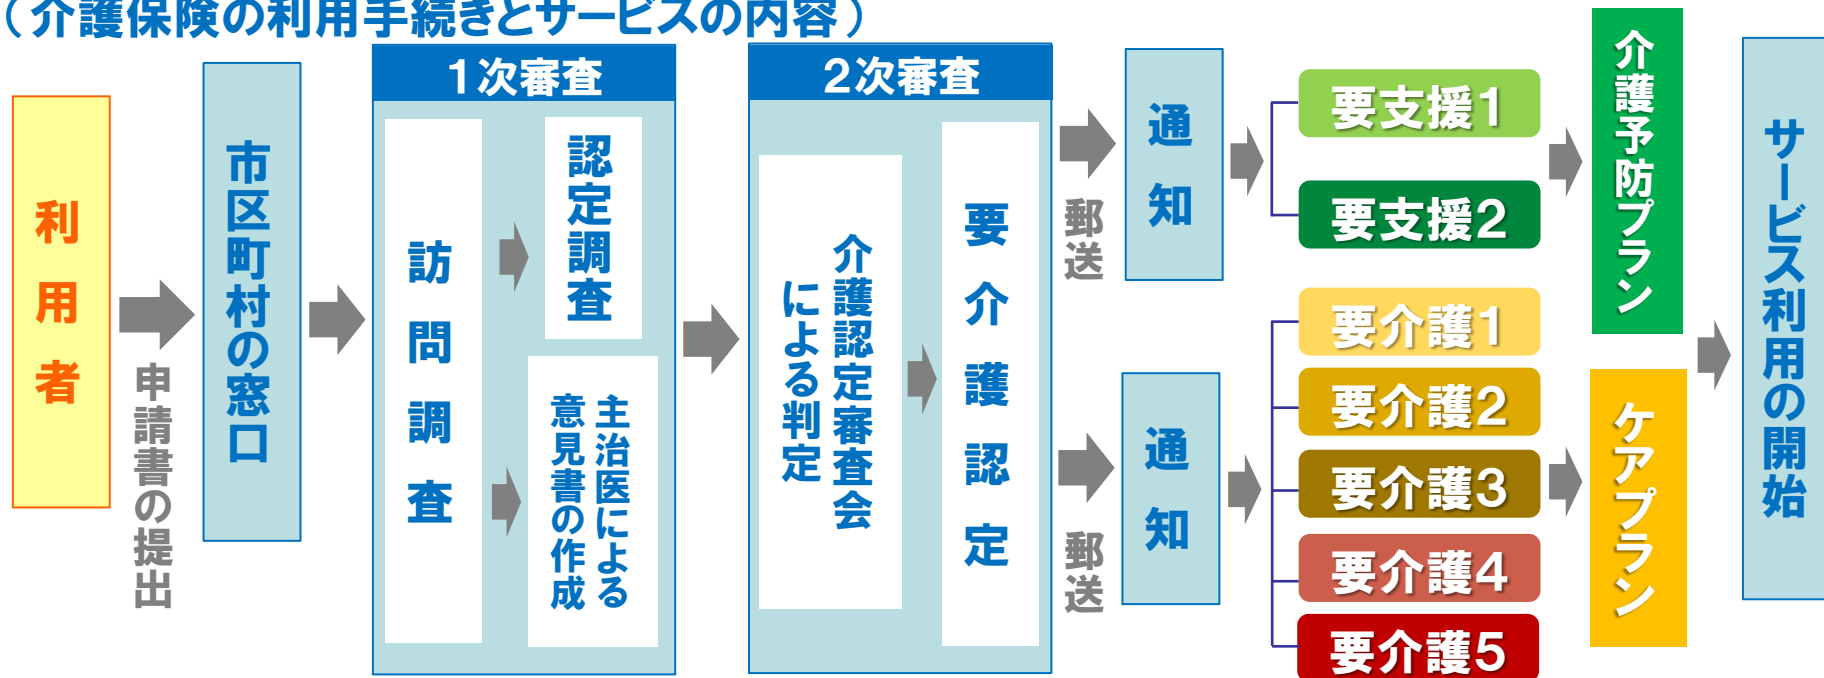 （介護保険の利用手続きとサービスの内容）
利用者
申請書の提出
市区町村の窓口
1次審査
訪問調査
認定調査
主治医による
意見書の作成
2次審査
介護認定審査会
による判定
要介護認定
郵送
通知
要支援1
要支援2
介護予防プラン
郵送
通知
要介護1
要介護2
要介護3
要介護4
要介護5
ケアプラン
サービス利用の開始